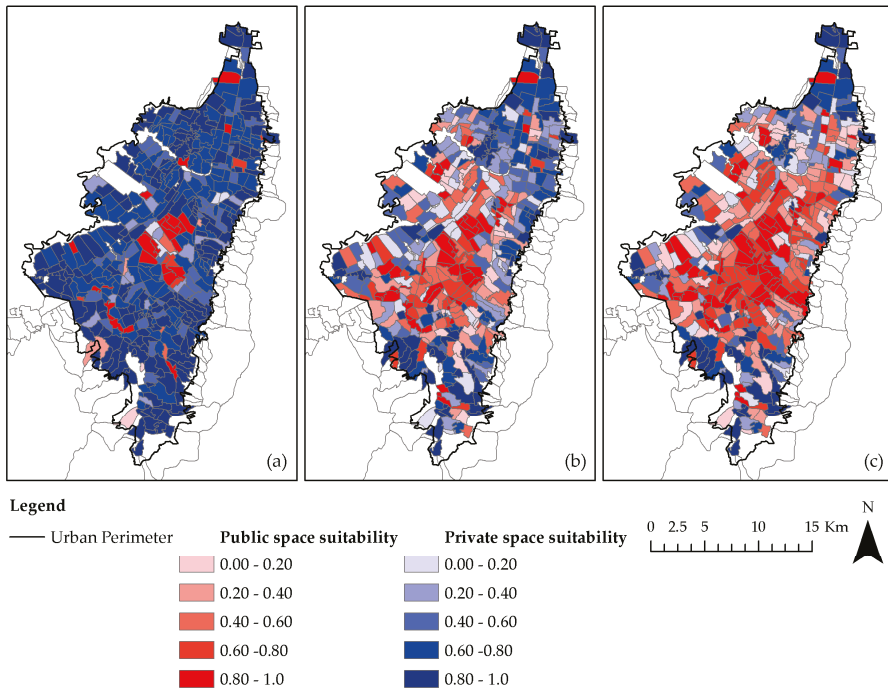 (a)
(b)
(c)
Legend
Urban Perimeter
Public space suitability
0.00 - 0.20
0.20 - 0.40
0.40 - 0.60
0.60 -0.80
0.80 - 1.0
Private space suitability
0.00 - 0.20
0.20 - 0.40
0.40 - 0.60
0.60 -0.80
0.80 - 1.0
0 2.5 5 10 15 Km
N